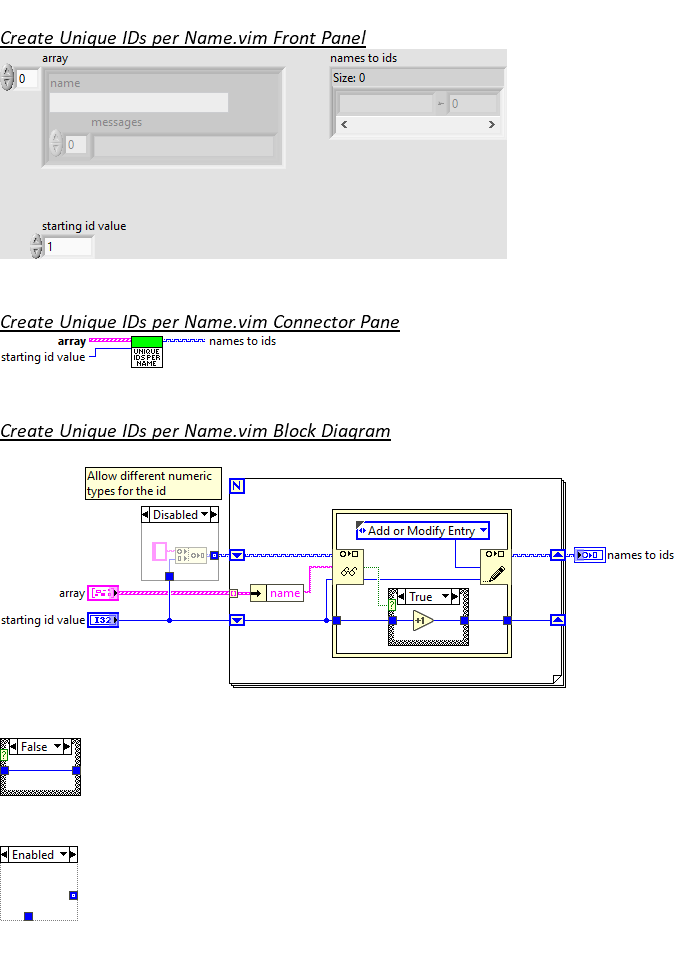 Create Unique IDs per Name.vim Front Panel
array
names to ids
0
name
Size: 0
0
messages
0
starting id value
1
Create Unique IDs per Name.vim Connector Pane
array
names to ids
starting id value
UNIQUE
IDS PER
NAME
Create Unique IDs per Name.vim Block Diagram
Allow different numeric
types for the id
N
Disabled
Add or Modify Entry
names to ids
array
name
True
?
starting id value
I32
+1
False
?
Enabled